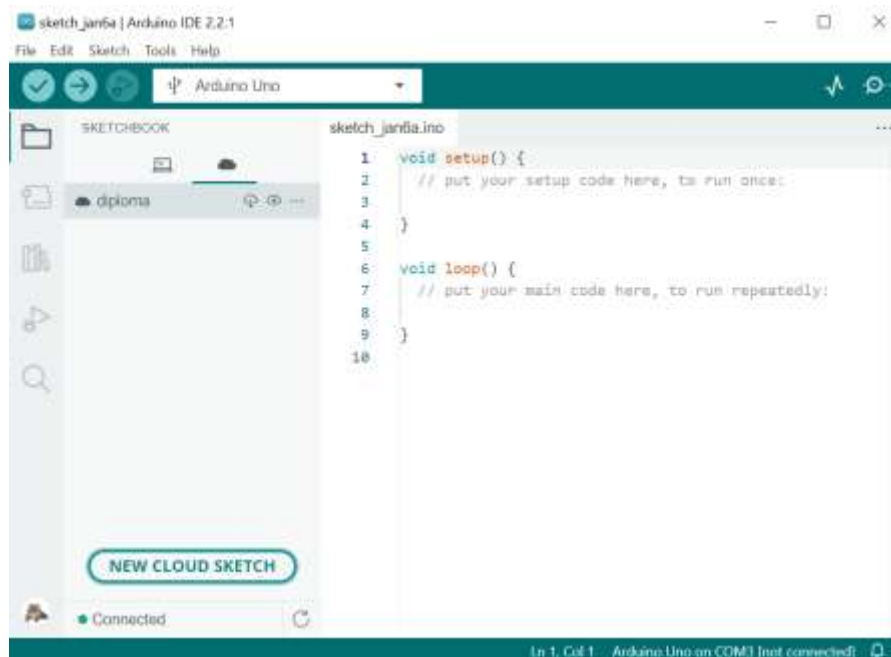 sketch_jan6a | Arduino IDE 2.2.1
File Edit Sketch Tools Help
Arduino Uno
SKETCHBOOK
diploma
NEW CLOUD SKETCH
Connected
sketch_jan6a.ino
1 void setup() {
2 // put your setup code here, to run once:
3
4 }
5
6 void loop() {
7 // put your main code here, to run repeatedly:
8
9 }
10
Ln 1, Col 1 Arduino Uno on COM3 [not connected]